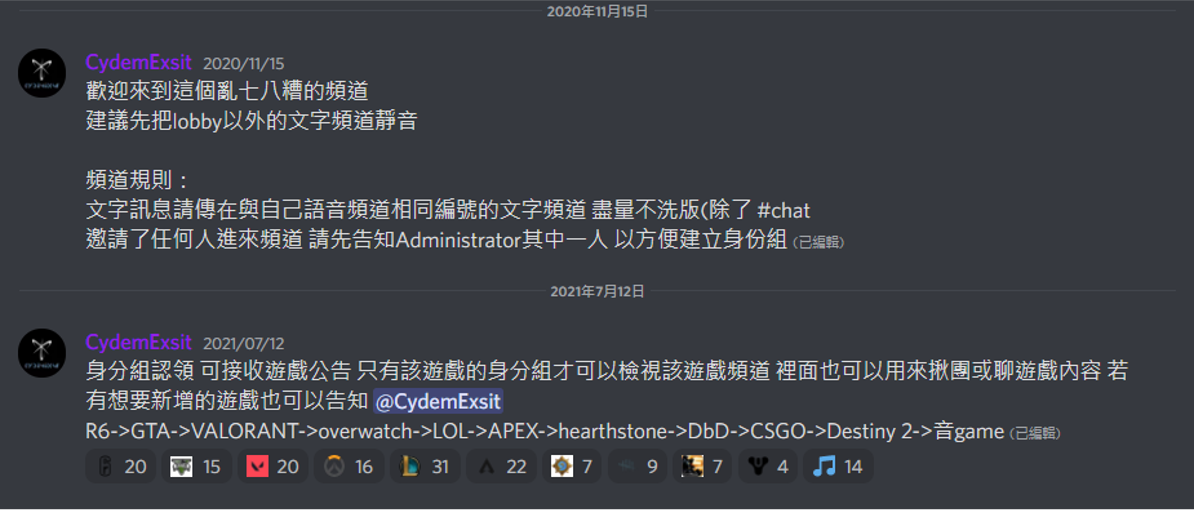 2020年11月15日
CydemExsit 2020/11/15
歡迎來到這個亂七八糟的頻道
建議先把lobby以外的文字頻道靜音
頻道規則：
文字訊息請傳在與自己語音頻道相同編號的文字頻道 盡量不洗版(除了 #chat
邀請了任何人進來頻道 請先告知Administrator其中一人 以方便建立身份組 (已編輯)
2021年7月12日
CydemExsit 2021/07/12
身分組認領 可接收遊戲公告 只有該遊戲的身分組才可以檢視該遊戲頻道 裡面也可以用來揪團或聊遊戲內容 若
有想要新增的遊戲也可以告知 @CydemExsit
R6->GTA->VALORANT->overwatch->LOL->APEX->hearthstone->DbD->CSGO->Destiny 2->音game (已編輯)
20 15 20 16 31 22 7 9 7 4 14